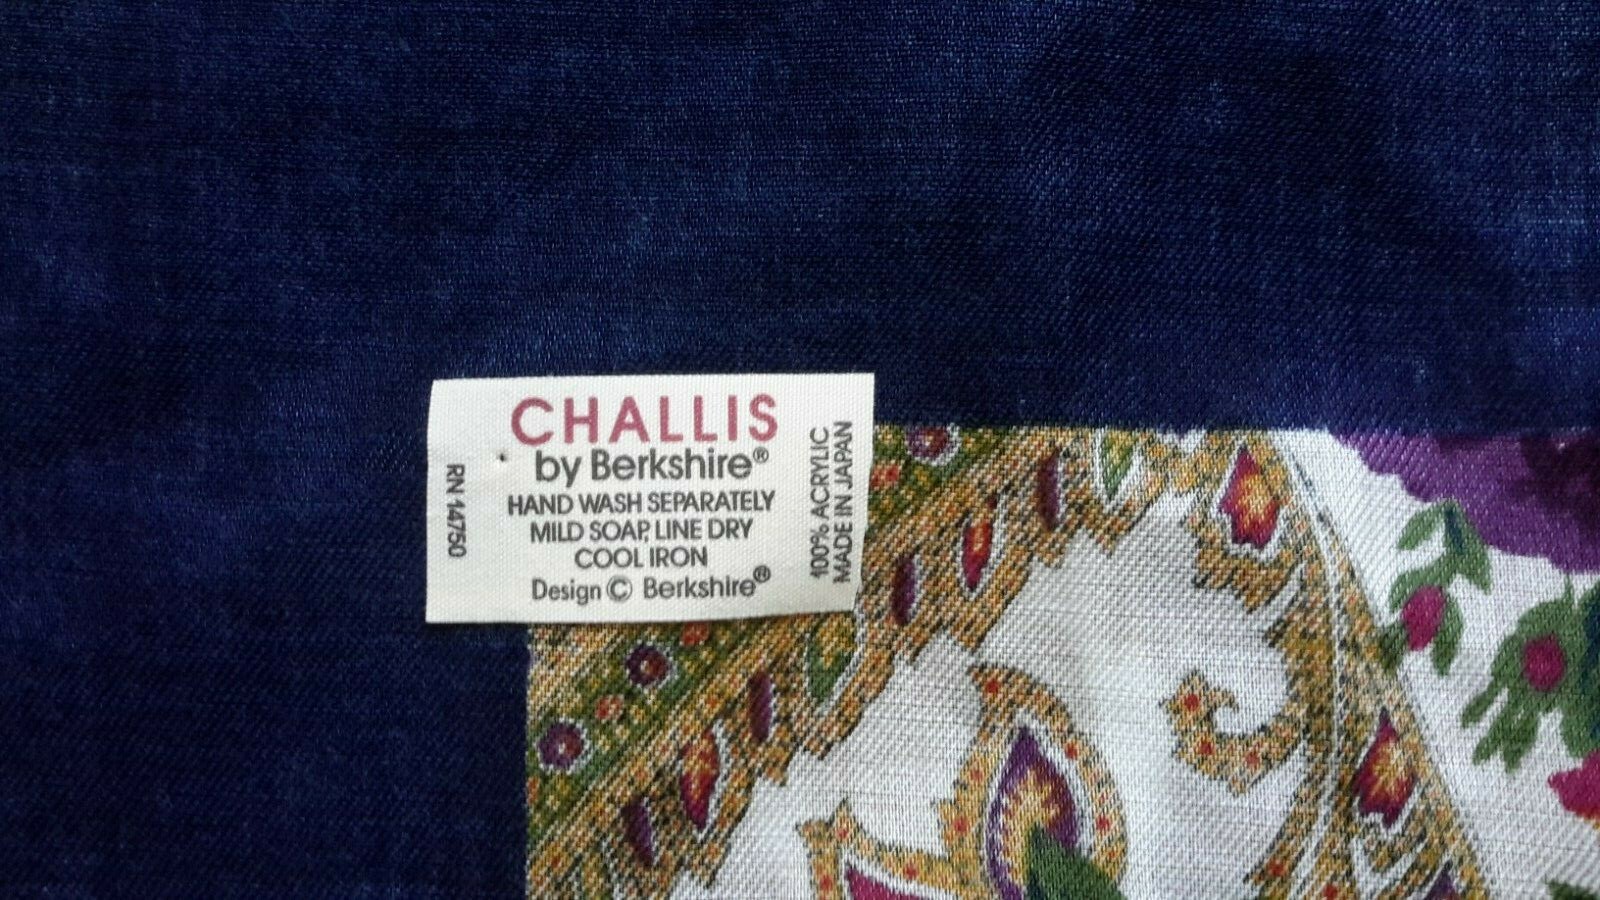 CHALLIS
by Berkshire®
HAND WASH SEPARATELY
MILD SOAP, LINE DRY
COOL IRON
Design © Berkshire®
RN 14750
100% ACRYLIC
MADE IN JAPAN